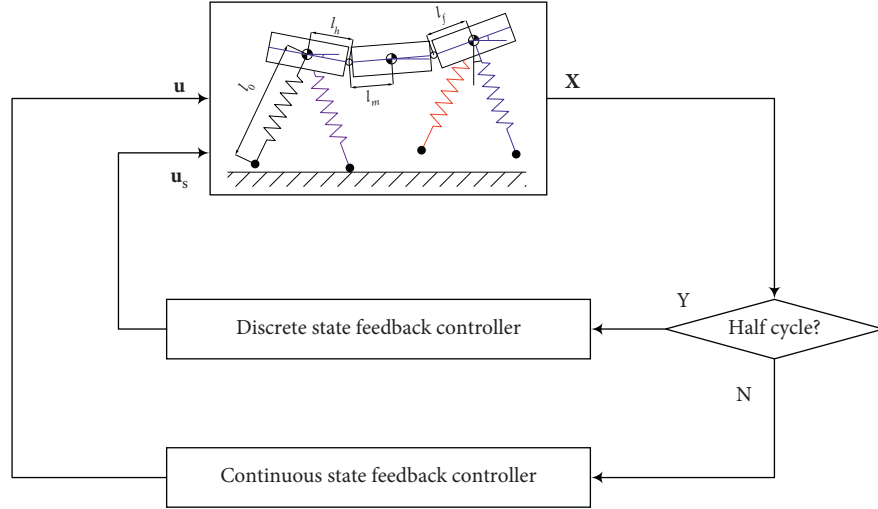 l_h
l_f
l_0
l_m
u
X
u_s
Y
Discrete state feedback controller
Half cycle?
N
Continuous state feedback controller